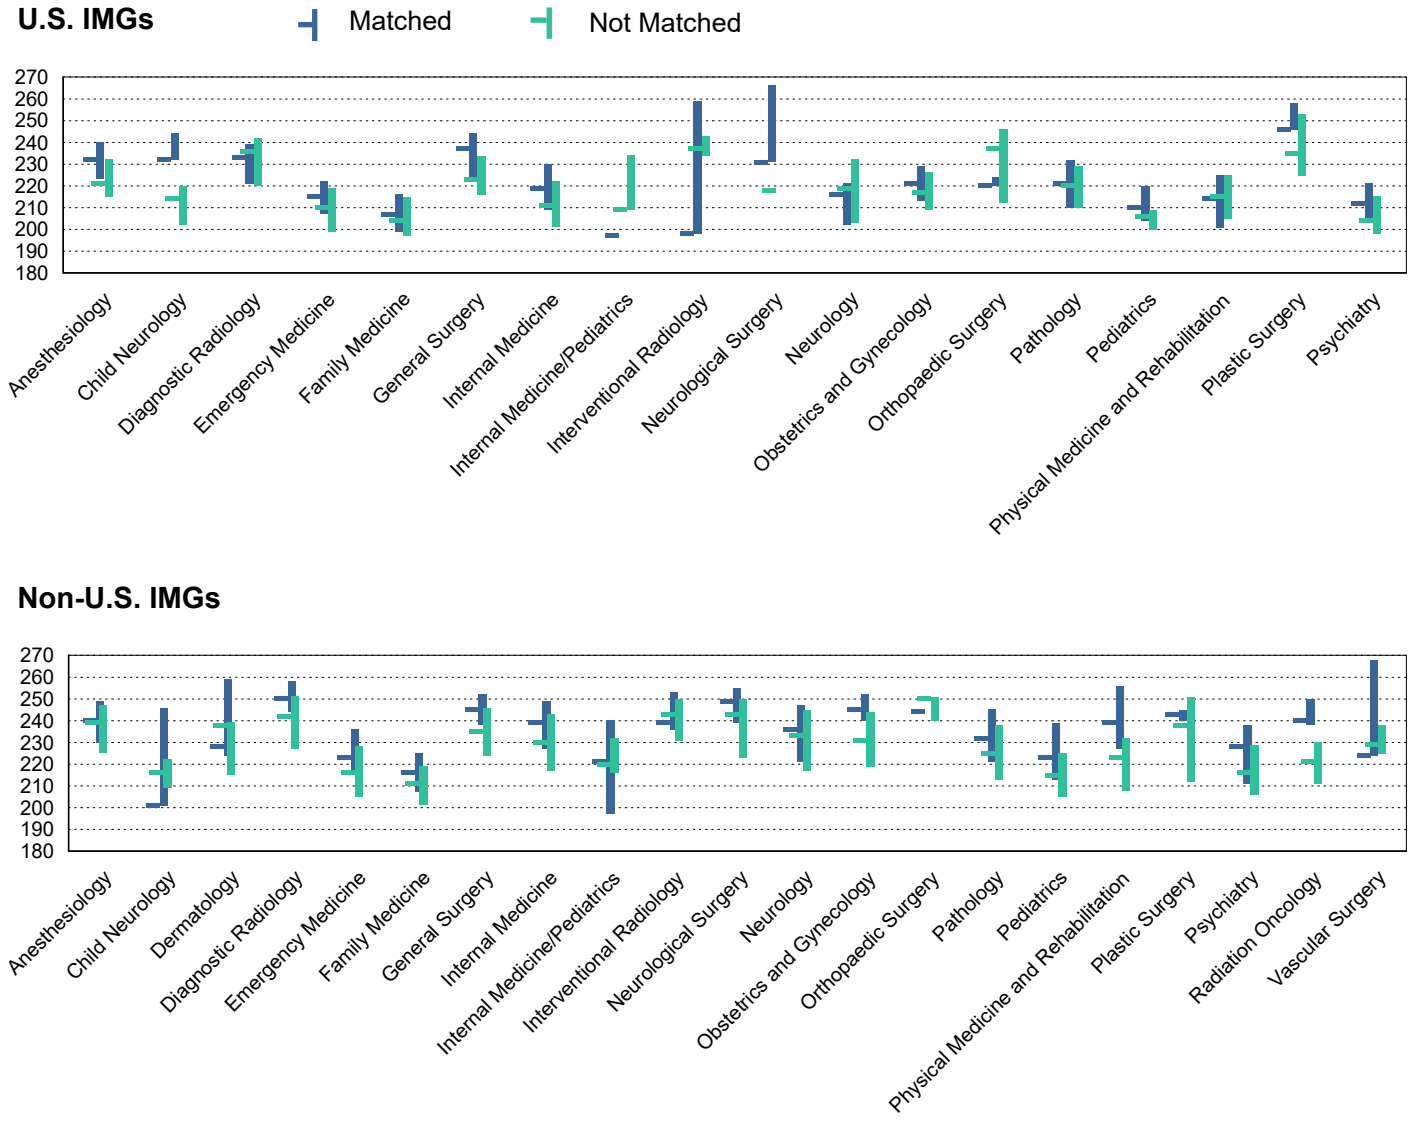 U.S. IMGs
Matched
Not Matched
270
260
250
240
230
220
210
200
190
180
Anesthesiology
Child Neurology
Diagnostic Radiology
Emergency Medicine
Family Medicine
General Surgery
Internal Medicine
Internal Medicine/Pediatrics
Interventional Radiology
Neurological Surgery
Neurology
Obstetrics and Gynecology
Orthopaedic Surgery
Pathology
Pediatrics
Physical Medicine and Rehabilitation
Plastic Surgery
Psychiatry
Non-U.S. IMGs
270
260
250
240
230
220
210
200
190
180
Anesthesiology
Child Neurology
Dermatology
Diagnostic Radiology
Emergency Medicine
Family Medicine
General Surgery
Internal Medicine
Internal Medicine/Pediatrics
Interventional Radiology
Neurological Surgery
Neurology
Obstetrics and Gynecology
Orthopaedic Surgery
Pathology
Pediatrics
Physical Medicine and Rehabilitation
Plastic Surgery
Psychiatry
Radiation Oncology
Vascular Surgery